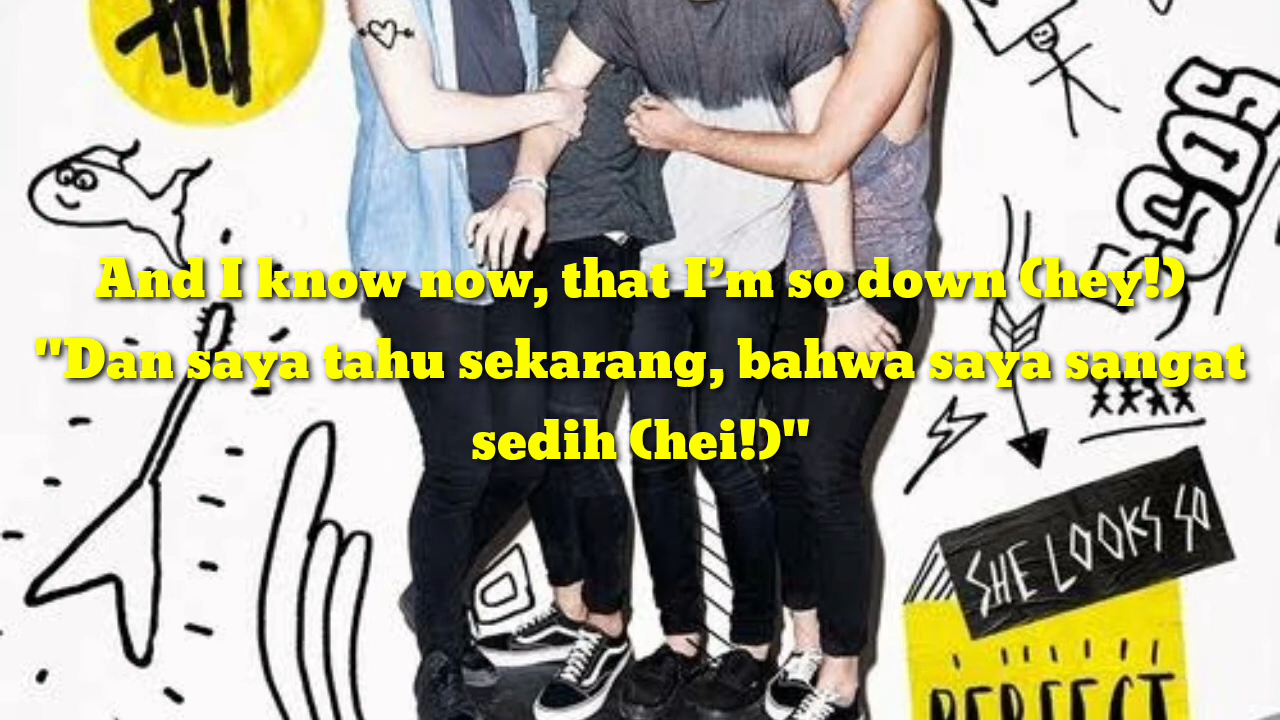 5SOS
And I know now, that I’m so down (hey!)
"Dan saya tahu sekarang, bahwa saya sangat
sedih (hei!)"
SHE LOOKS SO
PERFECT